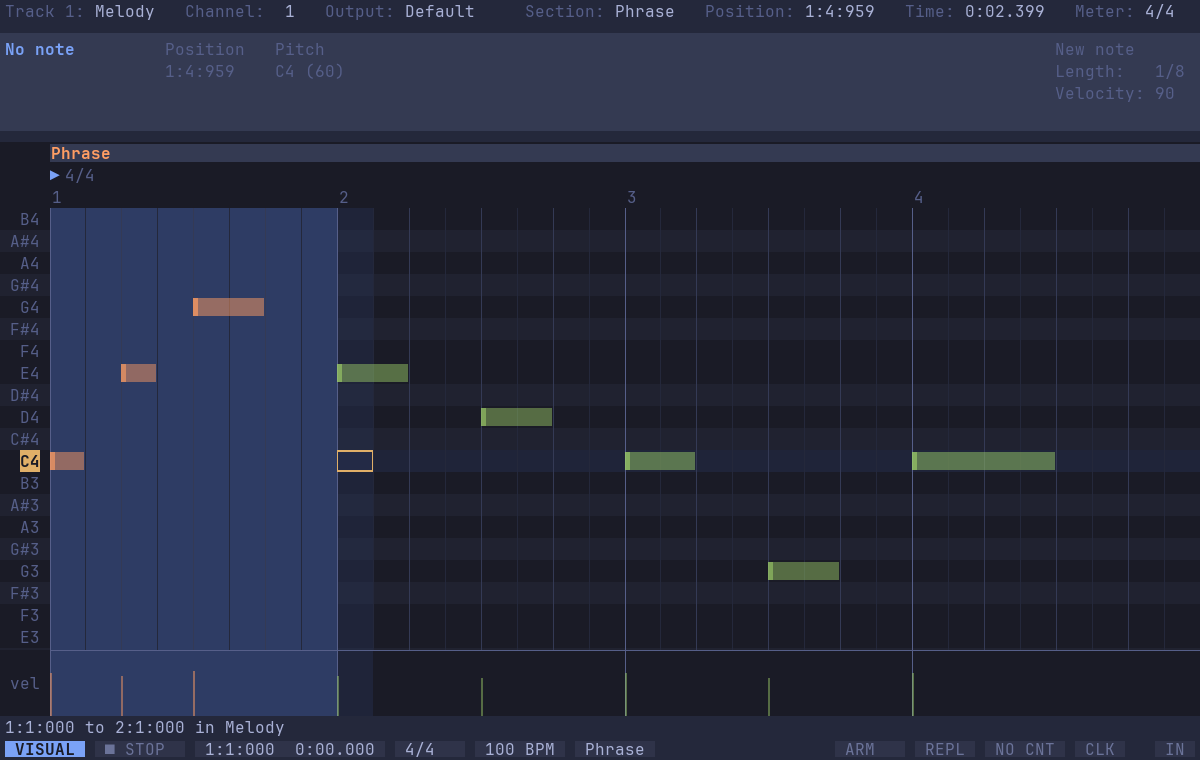 Track 1: Melody Channel: 1 Output: Default Section: Phrase Position: 1:4:959 Time: 0:02.399 Meter: 4/4
No note Position Pitch New note
1:4:959 C4 (60) Length: 1/8
Velocity: 90
Phrase
▶ 4/4
1 2 3 4
B4
A#4
A4
G#4
G4
F#4
F4
E4
D#4
D4
C#4
C4
B3
A#3
A3
G#3
G3
F#3
F3
E3
vel
1:1:000 to 2:1:000 in Melody
VISUAL ■ STOP 1:1:000 0:00.000 4/4 100 BPM Phrase ARM REPL NO CNT CLK IN